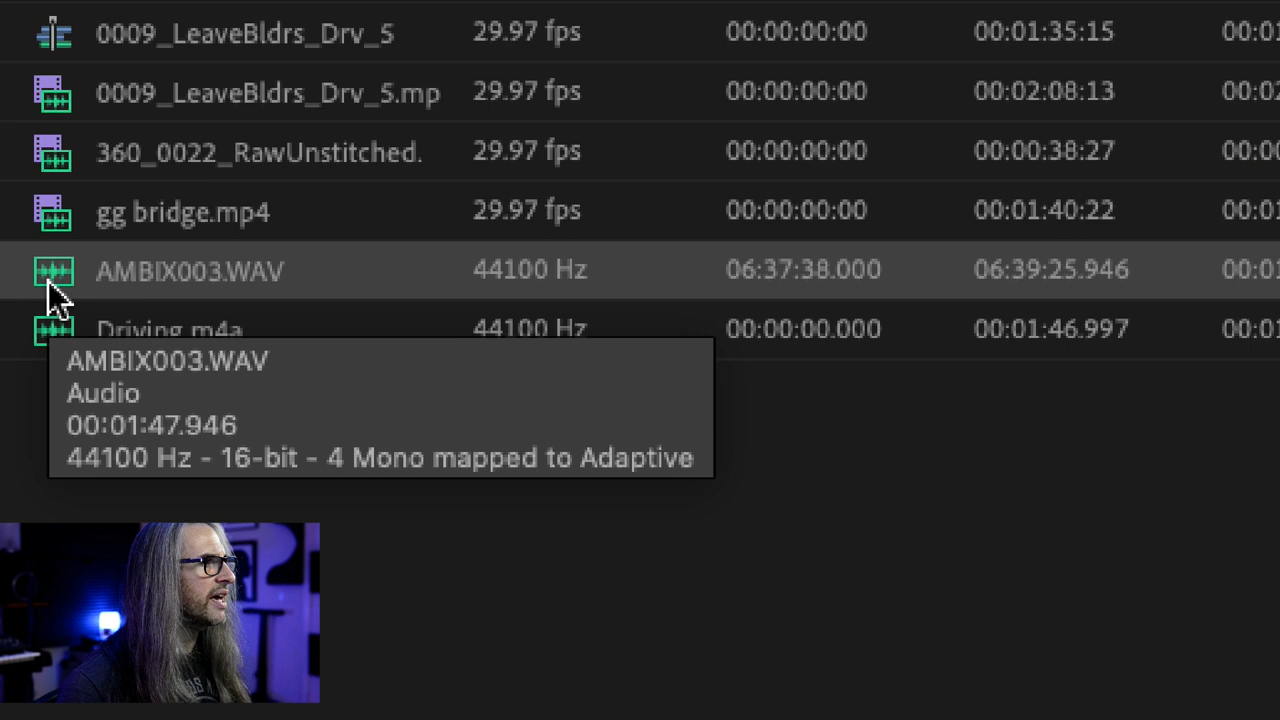 0009_LeaveBldrs_Drv_5 29.97 fps 00:00:00:00 00:01:35:15
0009_LeaveBldrs_Drv_5.mp 29.97 fps 00:00:00:00 00:02:08:13
360_0022_RawUnstitched. 29.97 fps 00:00:00:00 00:00:38:27
gg bridge.mp4 29.97 fps 00:00:00:00 00:01:40:22
AMBIX003.WAV 44100 Hz 06:37:38.000 06:39:25.946
Driving.m4a 44100 Hz 00:00:00.000 00:01:46.997
AMBIX003.WAV
Audio
00:01:47.946
44100 Hz - 16-bit - 4 Mono mapped to Adaptive